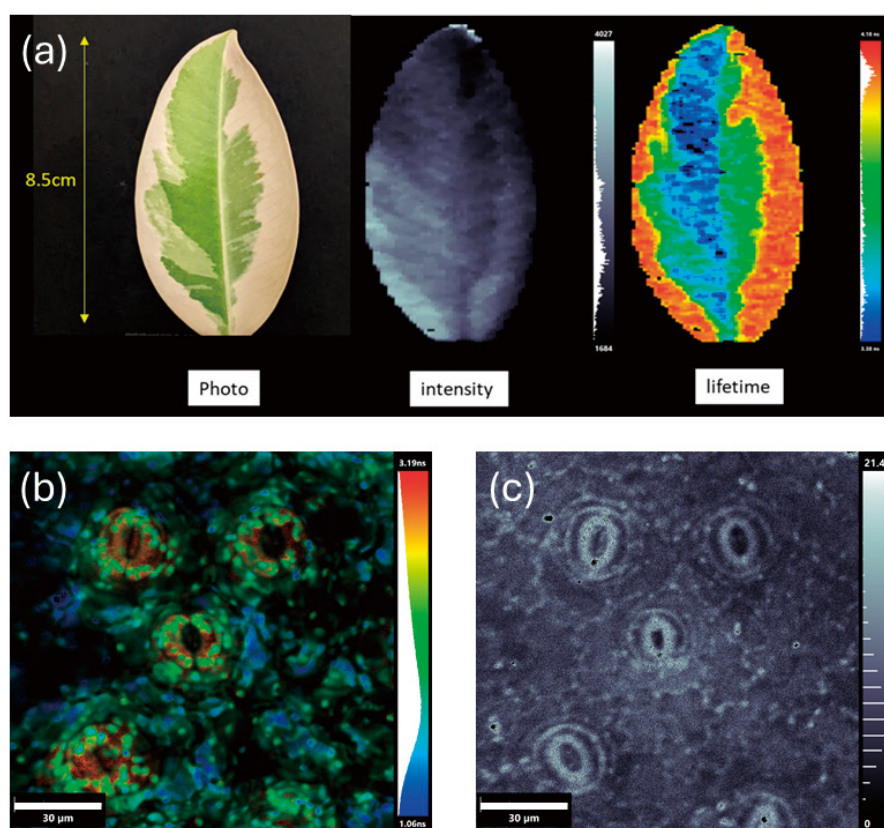 (a)
8.5cm
4027
1684
4.18 ns
3.38 ns
Photo
intensity
lifetime
(b)
3.19ns
1.06ns
30 µm
(c)
21.4
0
30 µm